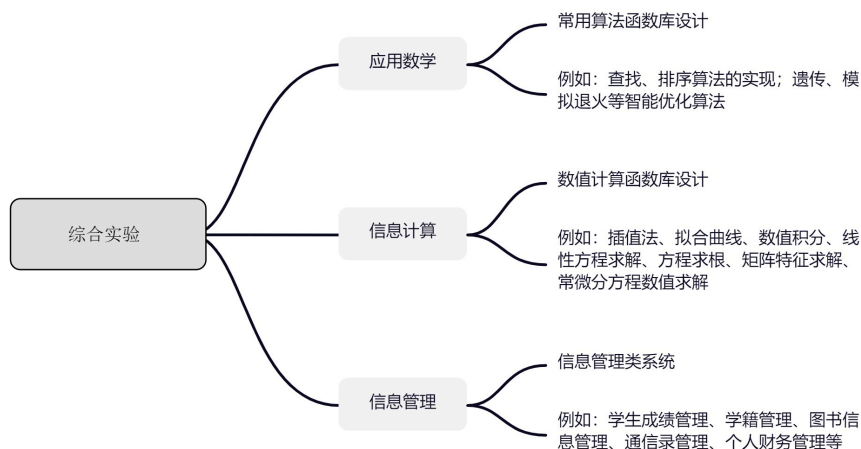 综合实验
应用数学
常用算法函数库设计
例如：查找、排序算法的实现；遗传、模
拟退火等智能优化算法
信息计算
数值计算函数库设计
例如：插值法、拟合曲线、数值积分、线
性方程求解、方程求根、矩阵特征求解、
常微分方程数值求解
信息管理
信息管理类系统
例如：学生成绩管理、学籍管理、图书信
息管理、通信录管理、个人财务管理等